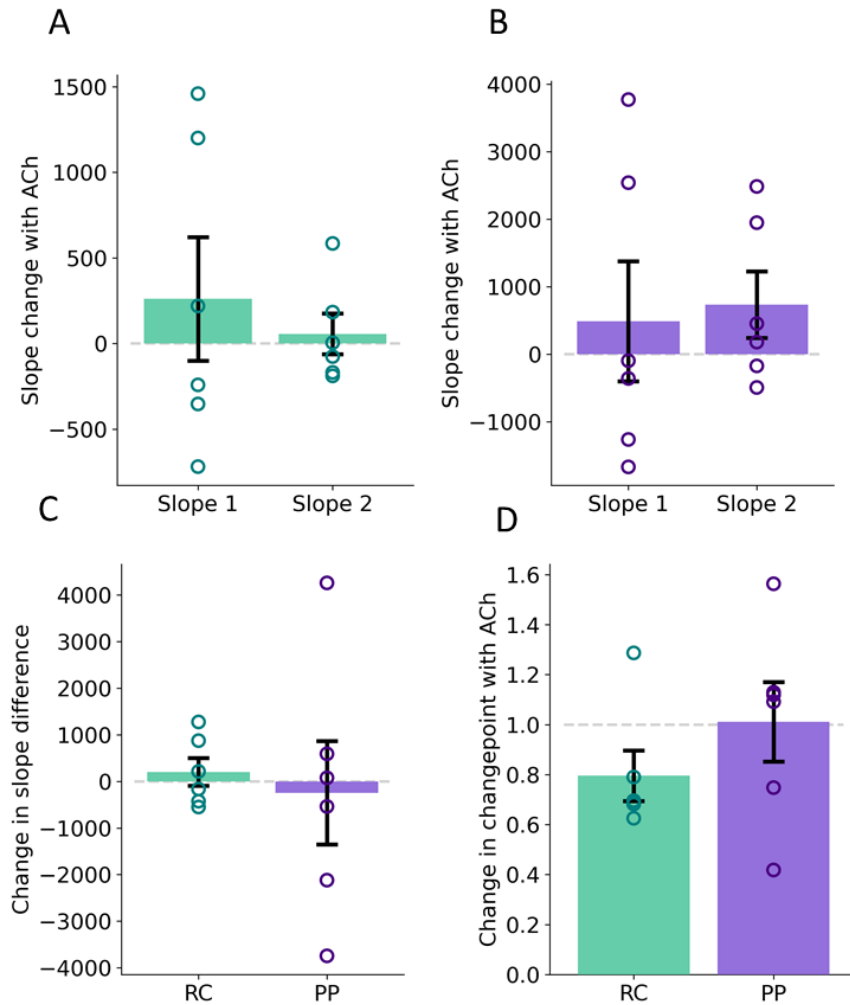 A
Slope change with ACh
1500
1000
500
0
−500
Slope 1
Slope 2
B
Slope change with ACh
4000
3000
2000
1000
0
−1000
Slope 1
Slope 2
C
Change in slope difference
4000
3000
2000
1000
0
−1000
−2000
−3000
−4000
RC
PP
D
Change in changepoint with ACh
1.6
1.4
1.2
1.0
0.8
0.6
0.4
0.2
0.0
RC
PP